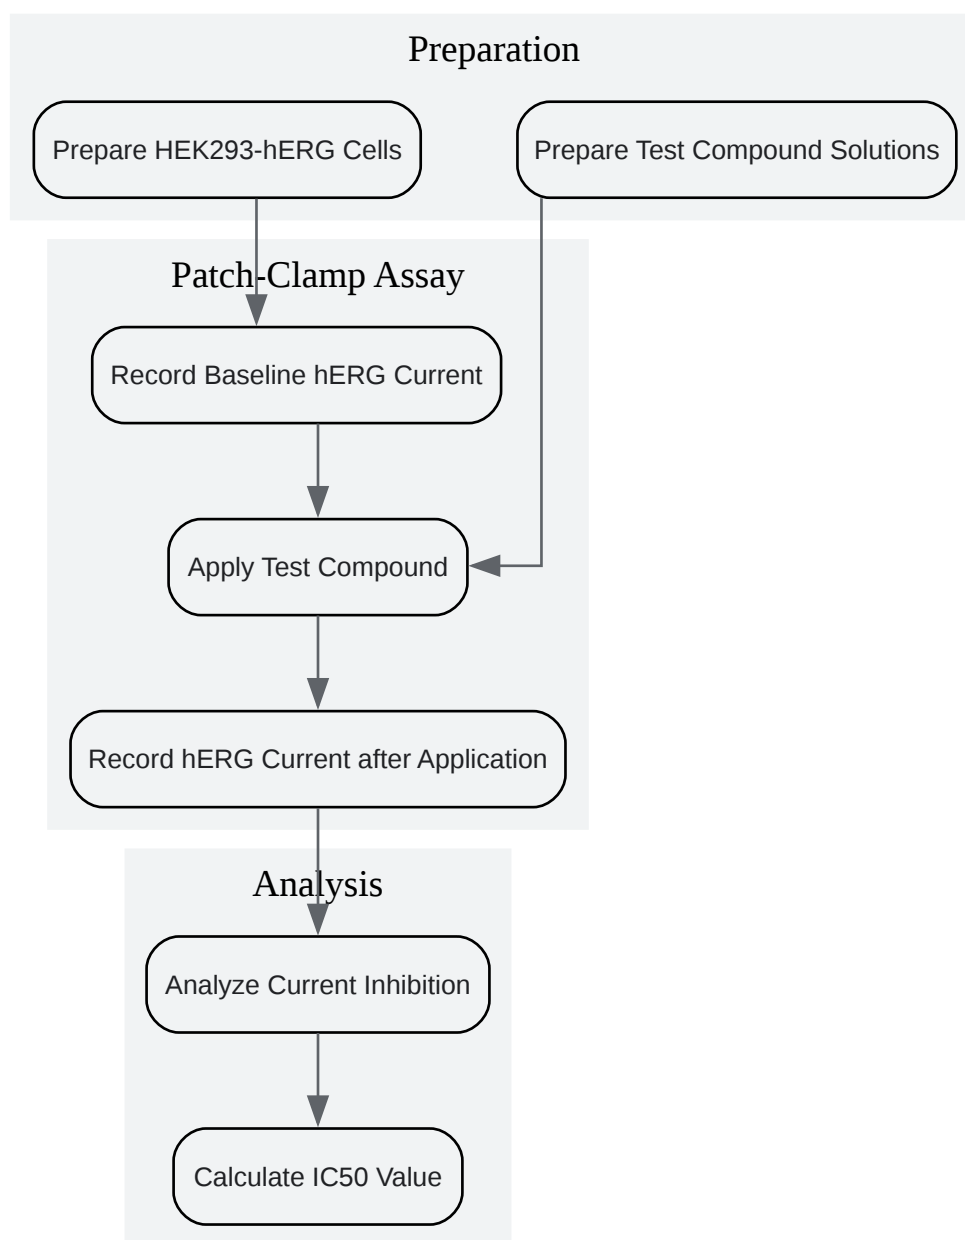 Preparation
Prepare HEK293-hERG Cells
Prepare Test Compound Solutions
Patch-Clamp Assay
Record Baseline hERG Current
Apply Test Compound
Record hERG Current after Application
Analysis
Analyze Current Inhibition
Calculate IC50 Value